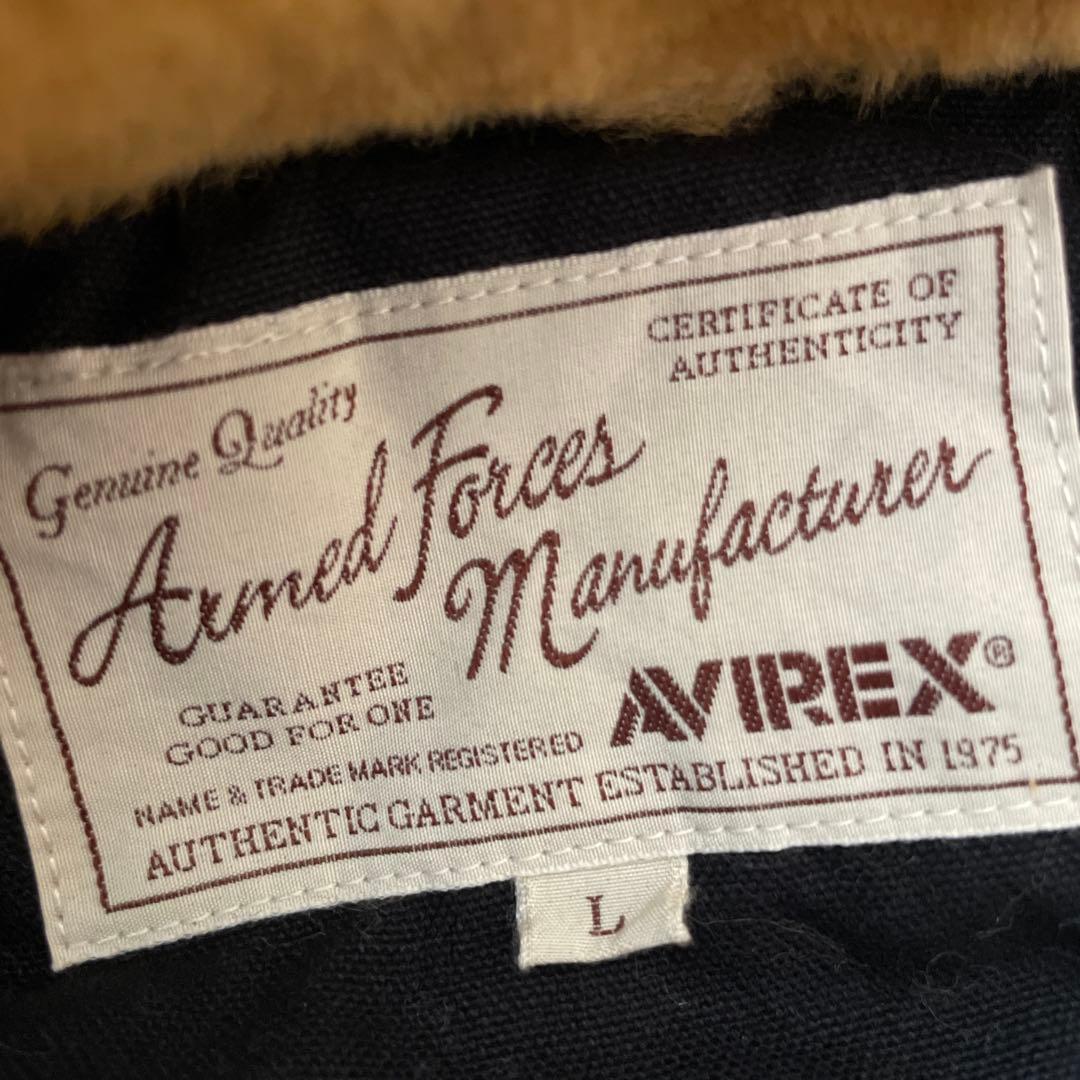 CERTIFICATE OF
AUTHENTICITY
Genuine Quality
Armed Forces
Manufacturer
GUARANTEE
GOOD FOR ONE
AVIREX®
NAME & TRADE MARK REGISTERED
AUTHENTIC GARMENT ESTABLISHED IN 1975
L